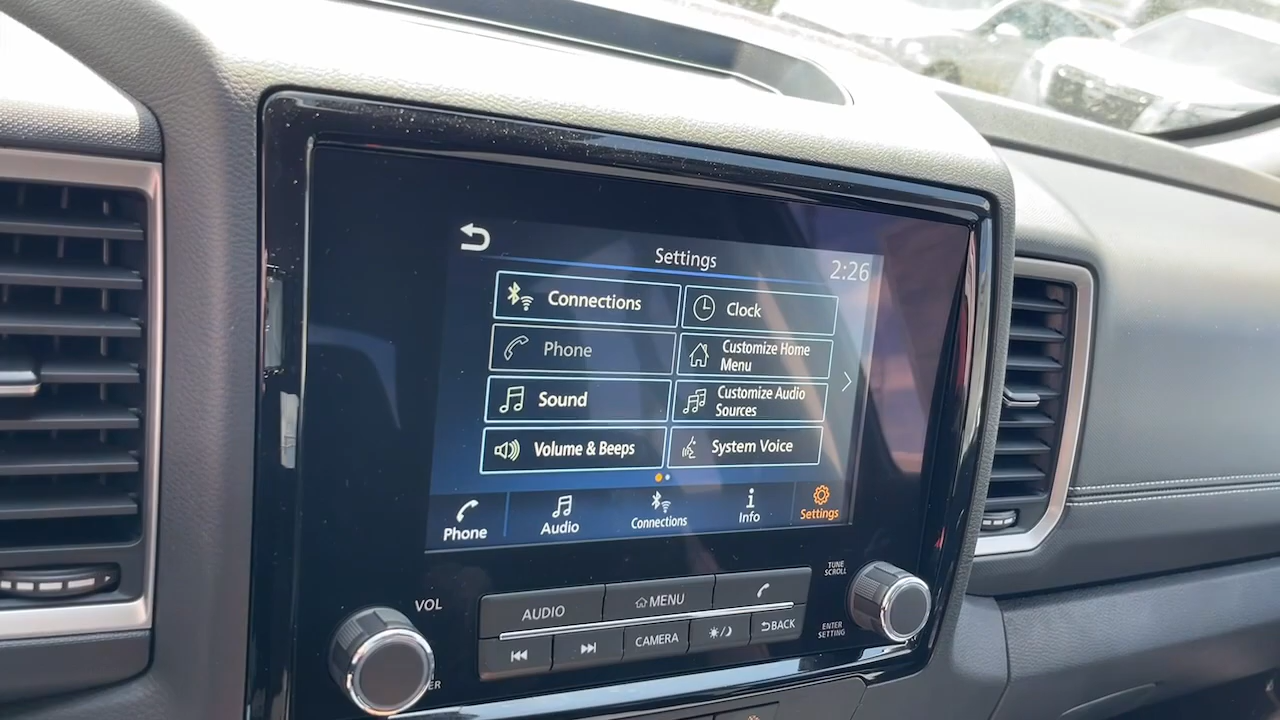 Settings
2:26
Connections
Clock
Phone
Customize Home
Menu
Sound
Customize Audio
Sources
Volume & Beeps
System Voice
Phone
Audio
Connections
Info
Settings
TUNE
SCROLL
VOL
AUDIO
MENU
ENTER
SETTING
CAMERA
BACK
ER